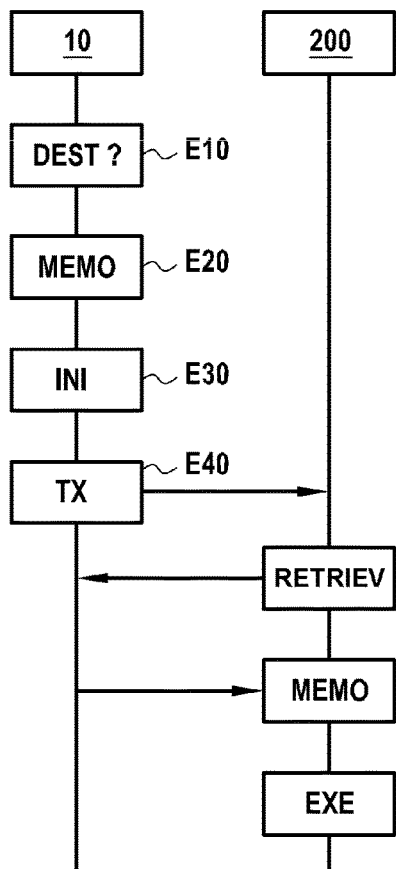 10 200
DEST ? E10
MEMO E20
INI E30
TX E40
RETRIEV
MEMO
EXE